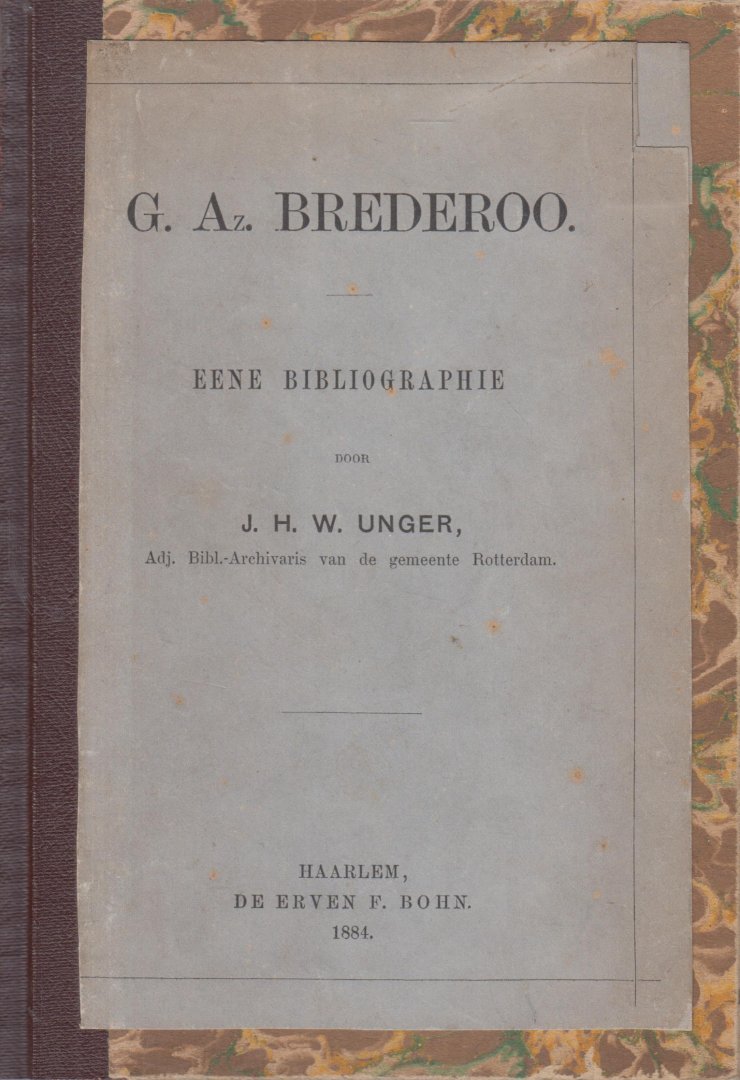 G. Az. BREDEROO.
EENE BIBLIOGRAPHIE
DOOR
J. H. W. UNGER,
Adj. Bibl.-Archivaris van de gemeente Rotterdam.
HAARLEM,
DE ERVEN F. BOHN.
1884.